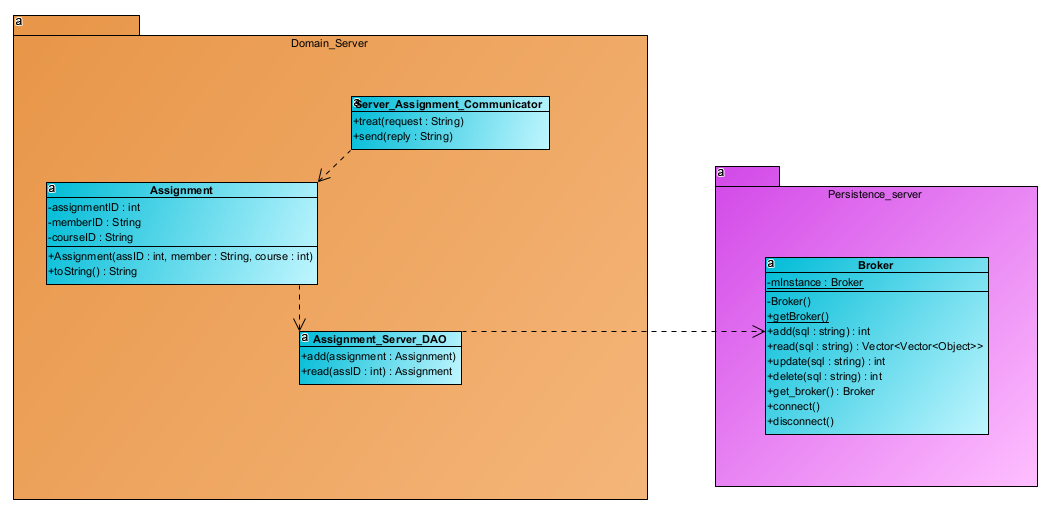 a
Domain_Server
a
Server_Assignment_Communicator
+treat(request : String)
+send(reply : String)
a
Assignment
-assignmentID : int
-memberID : String
-courseID : String
+Assignment(assID : int, member : String, course : int)
+toString() : String
a
Assignment_Server_DAO
+add(assignment : Assignment)
+read(assID : int) : Assignment
a
Persistence_server
a
Broker
-mInstance : Broker
-Broker()
+getBroker()
+add(sql : string) : int
+read(sql : string) : Vector<Vector<Object>>
+update(sql : string) : int
+delete(sql : string) : int
+get_broker() : Broker
+connect()
+disconnect()